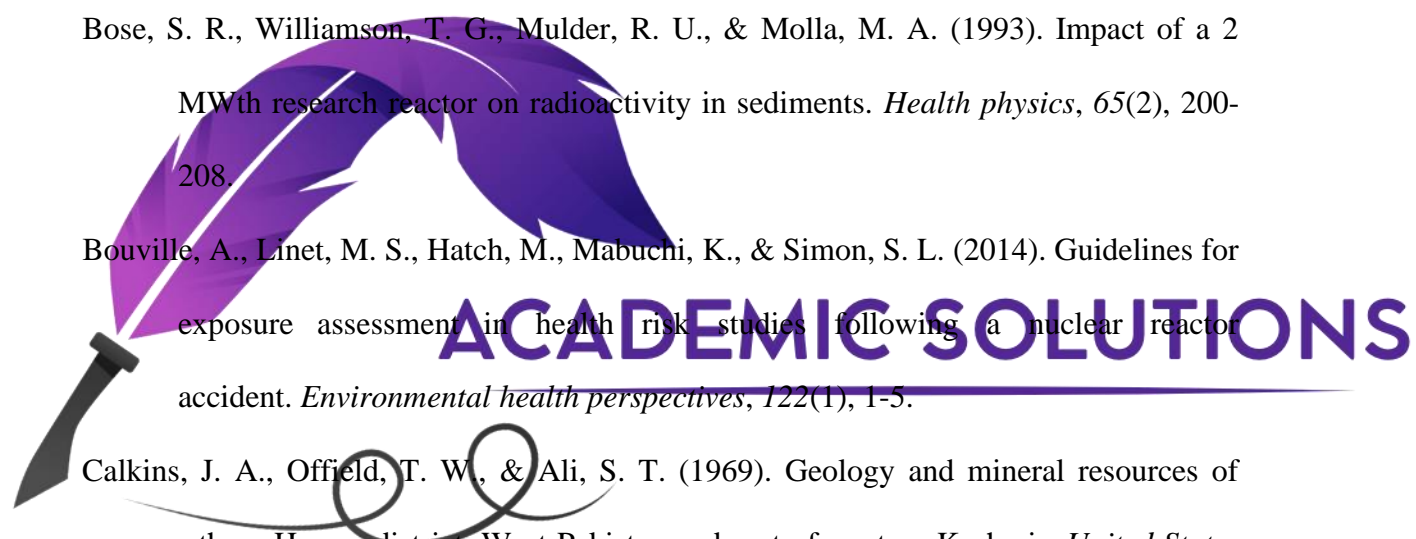 Bose, S. R., Williamson, T. G., Mulder, R. U., & Molla, M. A. (1993). Impact of a 2
MWth research reactor on radioactivity in sediments. Health physics, 65(2), 200-
208.
Bouville, A., Linet, M. S., Hatch, M., Mabuchi, K., & Simon, S. L. (2014). Guidelines for
exposure assessment in health risk studies following a nuclear reactor
ACADEMIC SOLUTIONS
accident. Environmental health perspectives, 122(1), 1-5.
Calkins, J. A., Offield, T. W., & Ali, S. T. (1969). Geology and mineral resources of